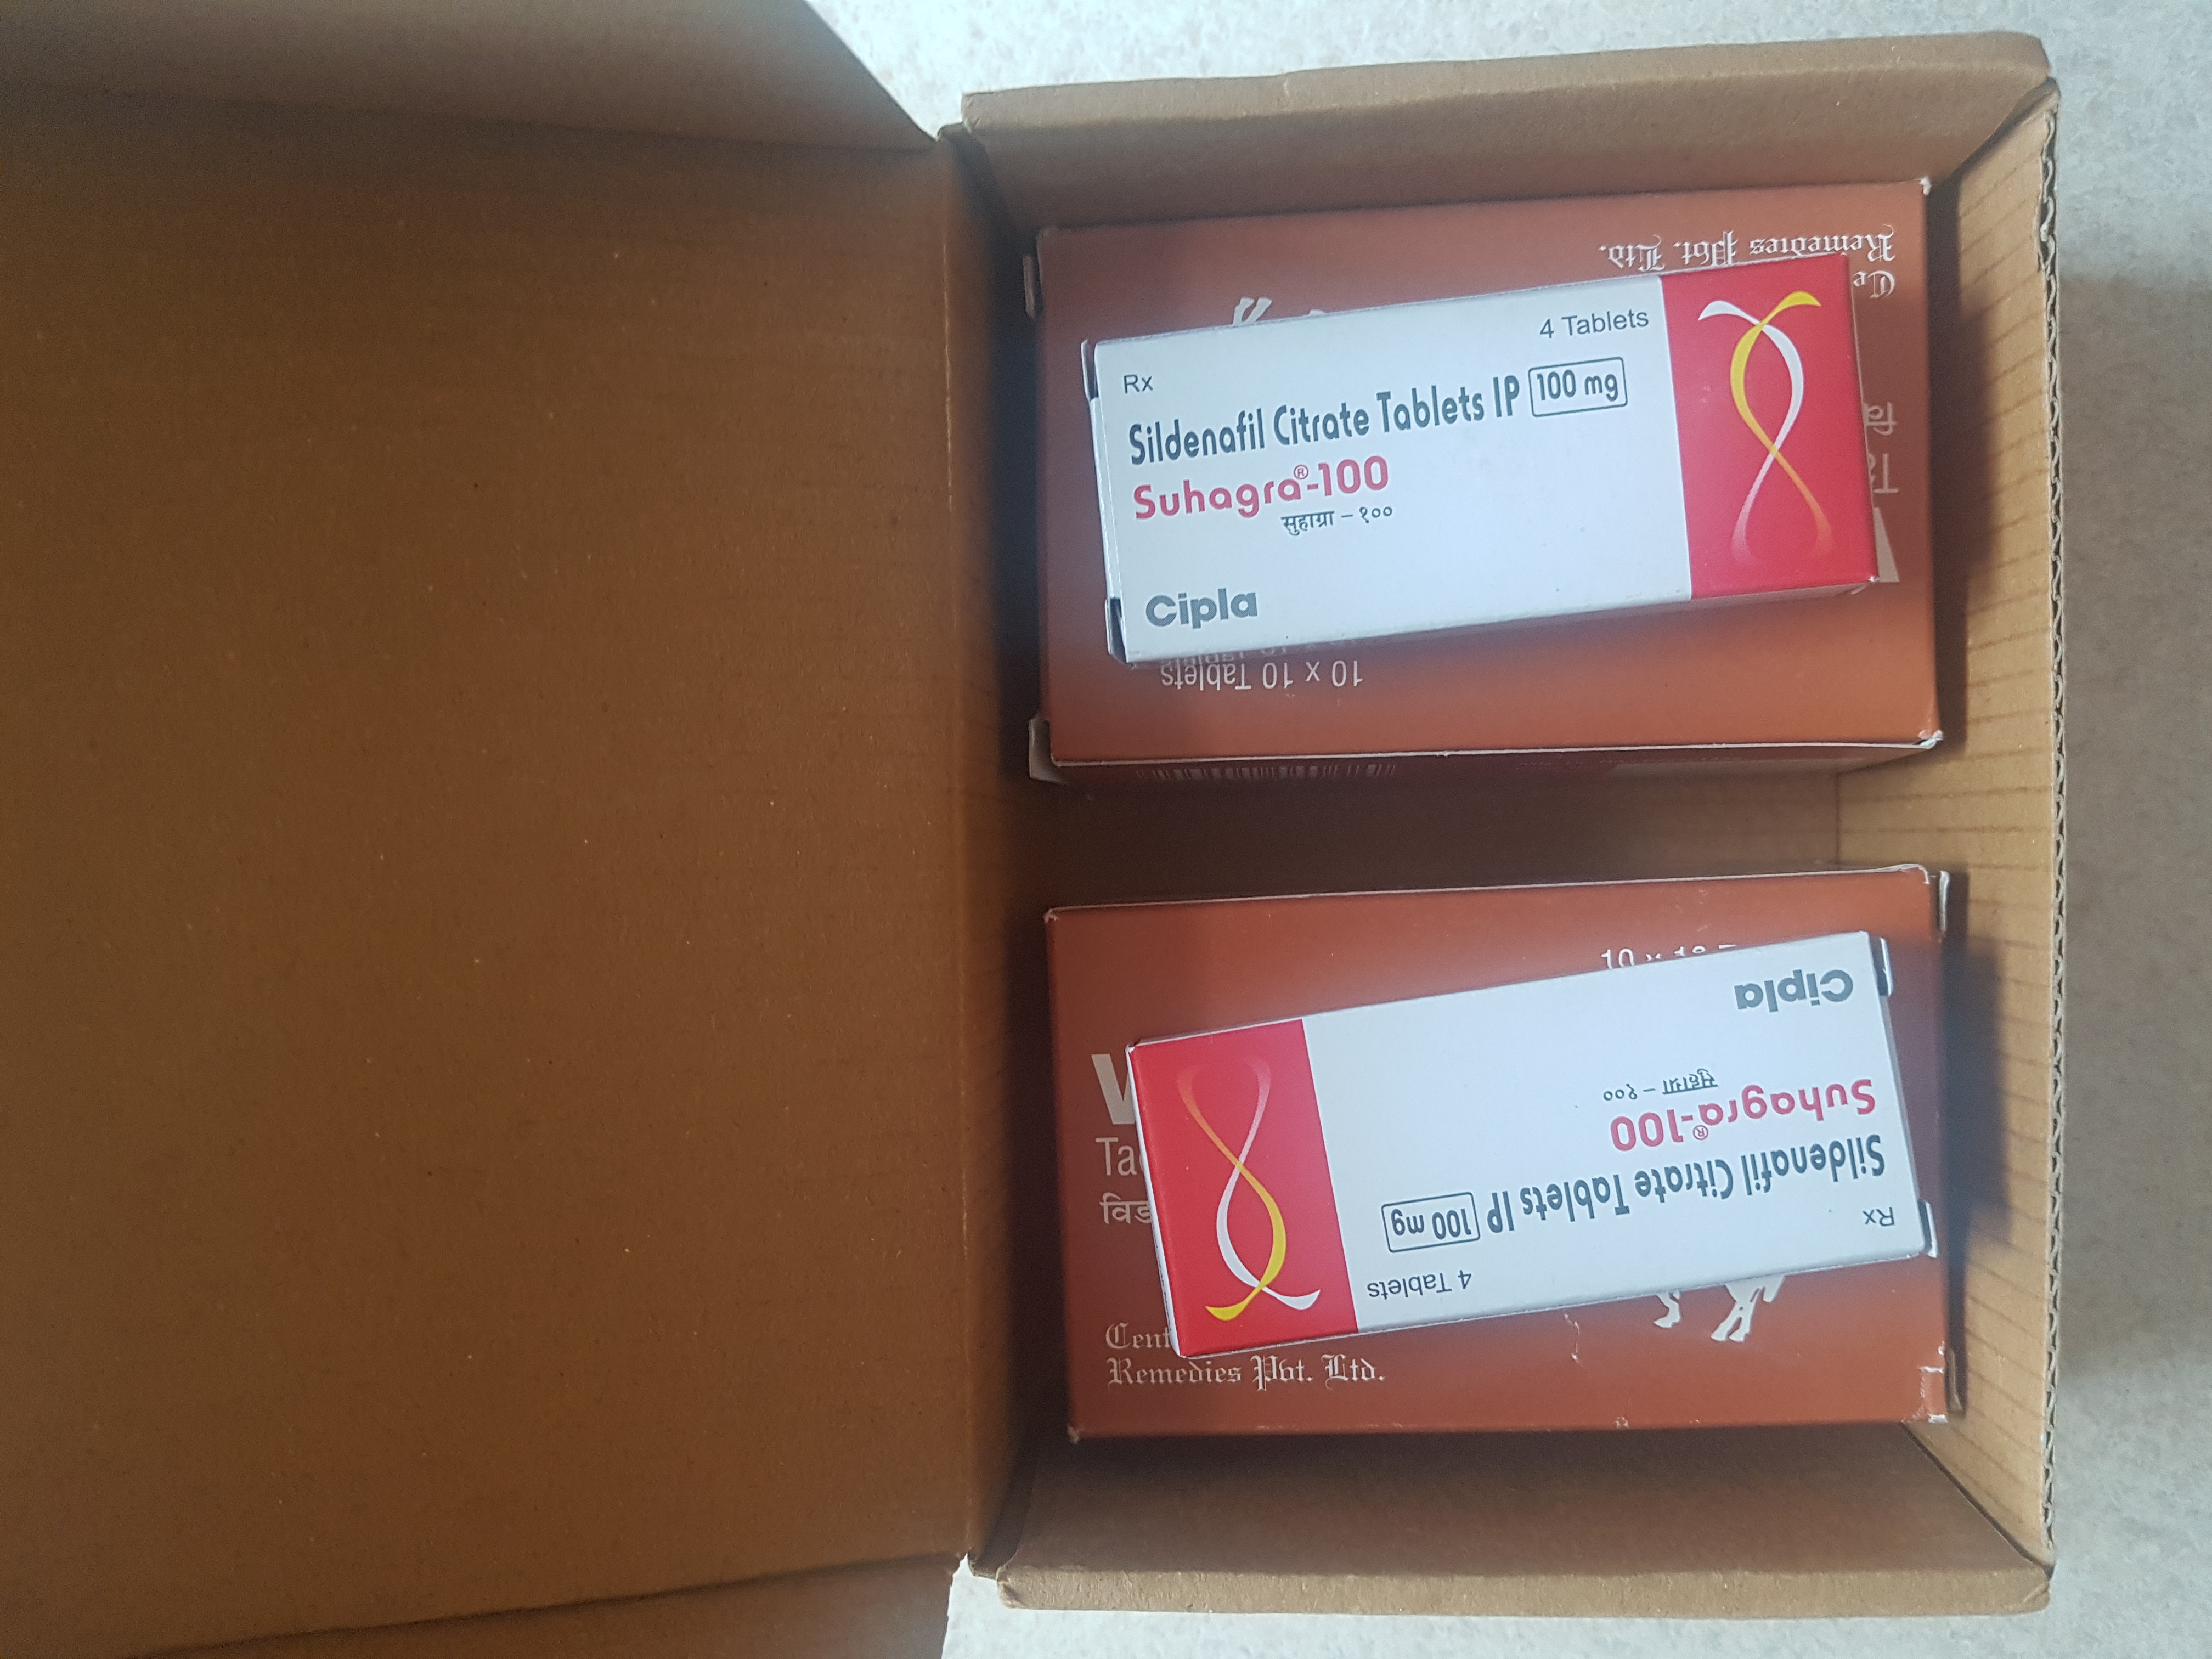 Remedies Pvt. Ltd.
4 Tablets
Rx
Sildenafil Citrate Tablets IP 100 mg
Suhagra®-100
सुहाग्रा – १००
Cipla
10 x 10 Tablets
10 x
Cipla
सुहाग्रा – १००
Suhagra®-100
Sildenafil Citrate Tablets IP 100 mg
Rx
4 Tablets
Remedies Pvt. Ltd.